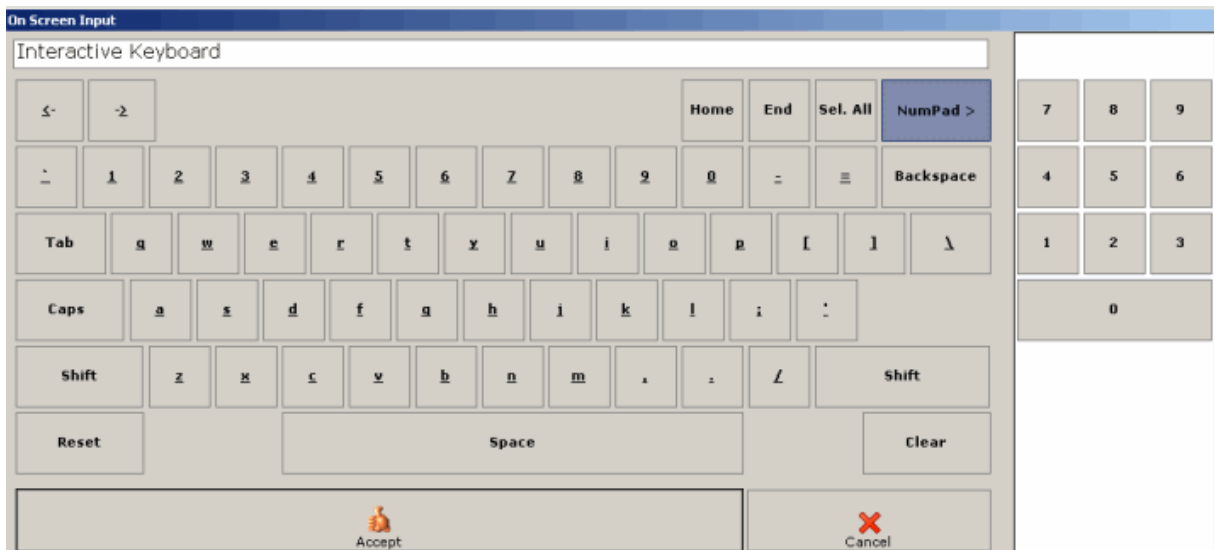 On Screen Input
Interactive Keyboard
<- -> Home End Sel. All NumPad > 7 8 9
` 1 2 3 4 5 6 7 8 9 0 - = Backspace 4 5 6
Tab q w e r t y u i o p [ ] \ 1 2 3
Caps a s d f g h j k l ; ' 0
Shift z x c v b n m , . / Shift
Reset Space Clear
Accept Cancel